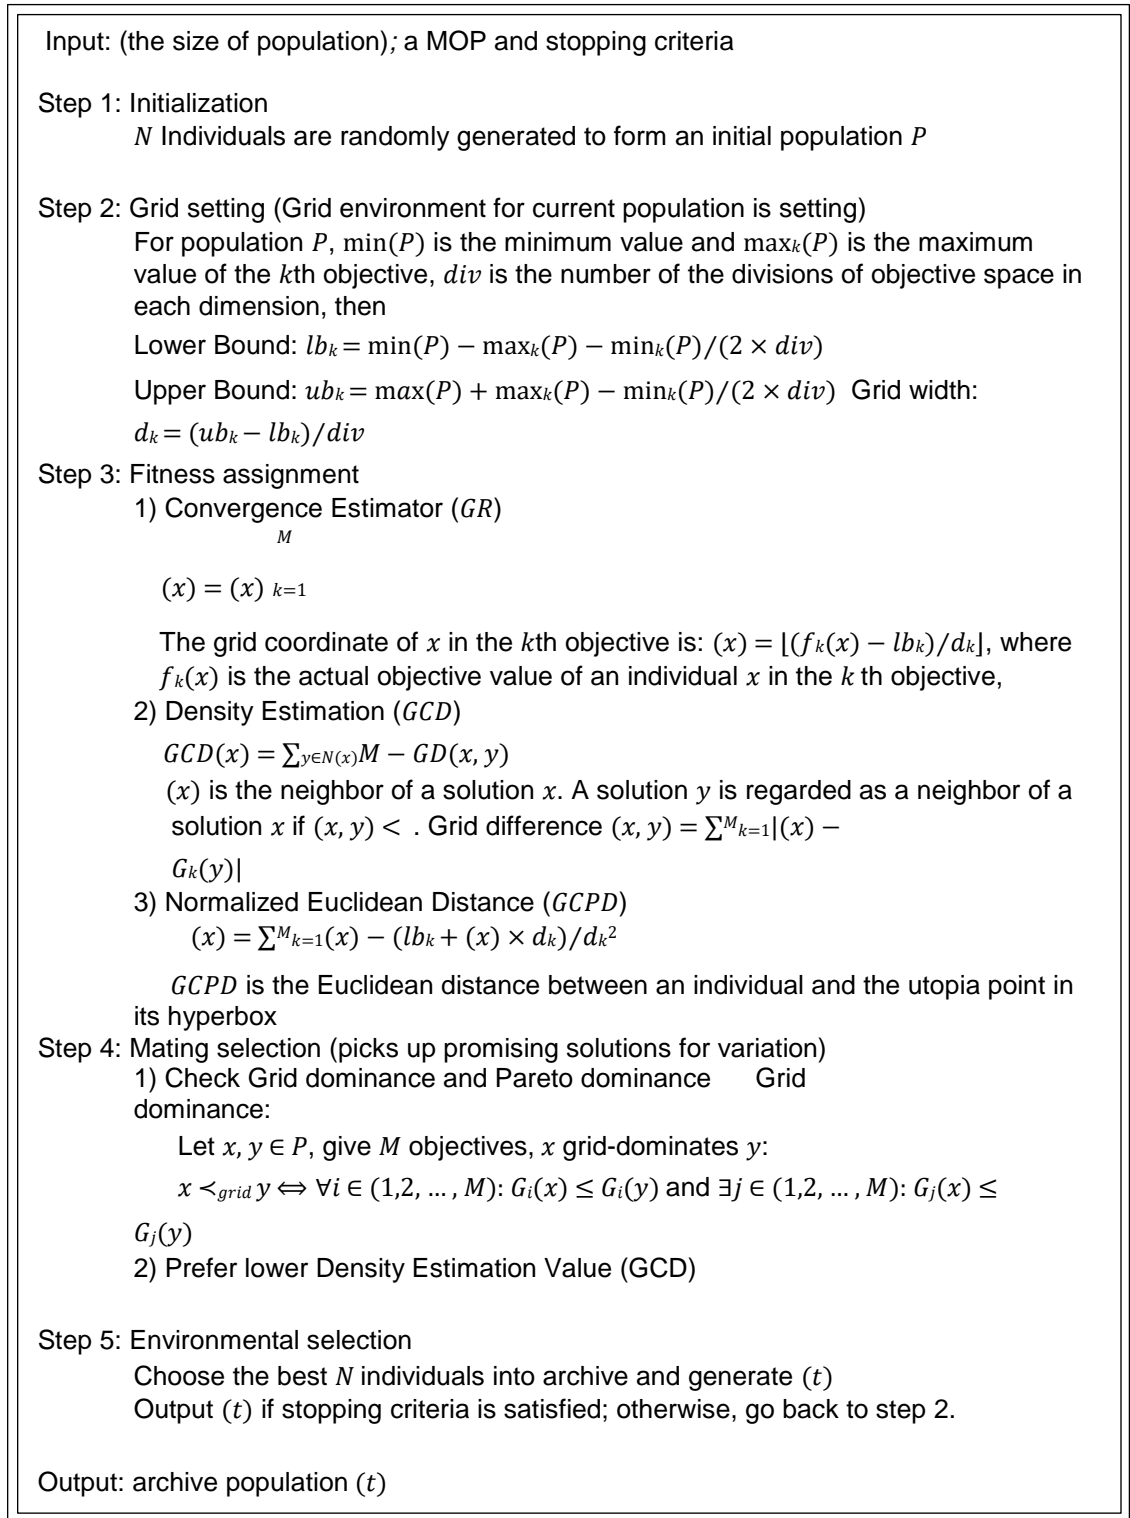 Input: (the size of population); a MOP and stopping criteria
Step 1: Initialization
N Individuals are randomly generated to form an initial population P
Step 2: Grid setting (Grid environment for current population is setting)
For population P, min(P) is the minimum value and maxₖ(P) is the maximum
value of the kth objective, div is the number of the divisions of objective space in
each dimension, then
Lower Bound: lbₖ = min(P) − maxₖ(P) − minₖ(P)/(2 × div)
Upper Bound: ubₖ = max(P) + maxₖ(P) − minₖ(P)/(2 × div) Grid width:
dₖ = (ubₖ − lbₖ)/div
Step 3: Fitness assignment
1) Convergence Estimator (GR)
M
(x) = (x) k=1
The grid coordinate of x in the kth objective is: (x) = ⌊(fₖ(x) − lbₖ)/dₖ⌋, where
fₖ(x) is the actual objective value of an individual x in the k th objective,
2) Density Estimation (GCD)
GCD(x) = ∑y∈N(x)M − GD(x, y)
(x) is the neighbor of a solution x. A solution y is regarded as a neighbor of a
solution x if (x, y) < . Grid difference (x, y) = ∑ᴹk=1|(x) −
Gₖ(y)|
3) Normalized Euclidean Distance (GCPD)
(x) = ∑ᴹk=1(x) − (lbₖ + (x) × dₖ)/dₖ²
GCPD is the Euclidean distance between an individual and the utopia point in
its hyperbox
Step 4: Mating selection (picks up promising solutions for variation)
1) Check Grid dominance and Pareto dominance Grid
dominance:
Let x, y ∈ P, give M objectives, x grid-dominates y:
x ≺grid y ⟺ ∀i ∈ (1,2, … , M): Gᵢ(x) ≤ Gᵢ(y) and ∃j ∈ (1,2, … , M): Gⱼ(x) ≤
Gⱼ(y)
2) Prefer lower Density Estimation Value (GCD)
Step 5: Environmental selection
Choose the best N individuals into archive and generate (t)
Output (t) if stopping criteria is satisfied; otherwise, go back to step 2.
Output: archive population (t)